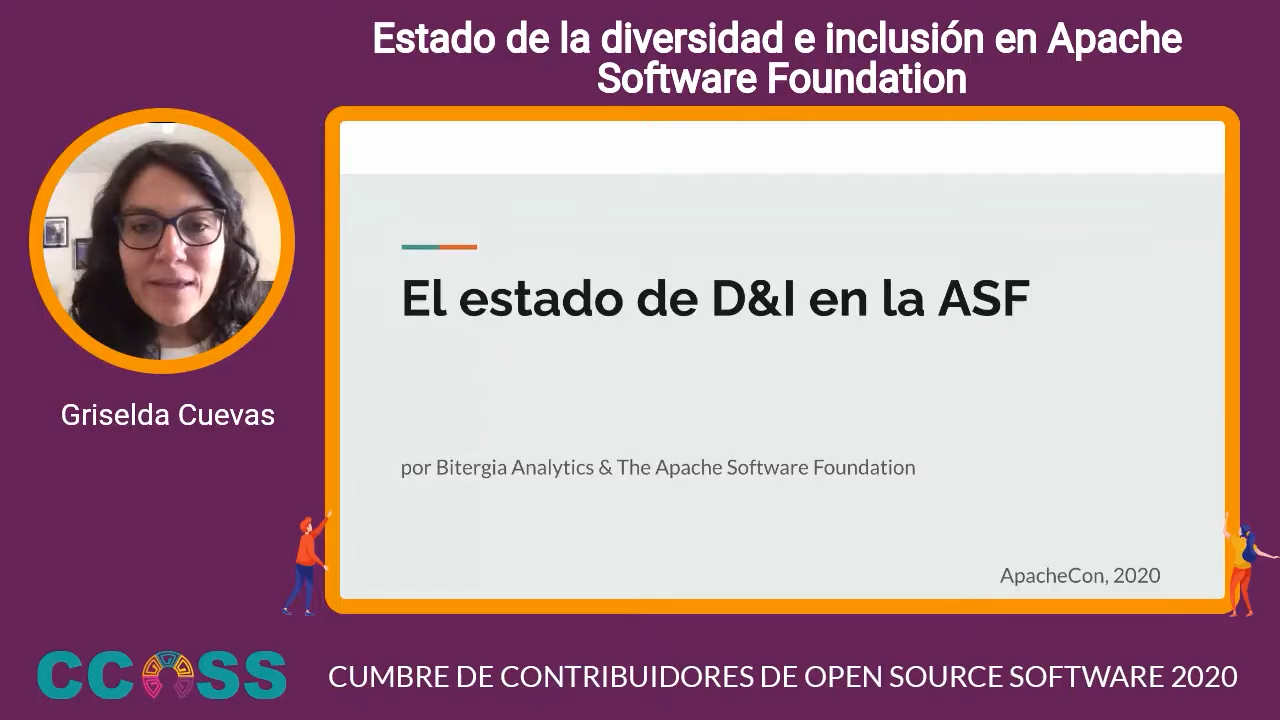 Estado de la diversidad e inclusión en Apache
Software Foundation
El estado de D&I en la ASF
Griselda Cuevas
por Bitergia Analytics & The Apache Software Foundation
ApacheCon, 2020
CCOSS
CUMBRE DE CONTRIBUIDORES DE OPEN SOURCE SOFTWARE 2020